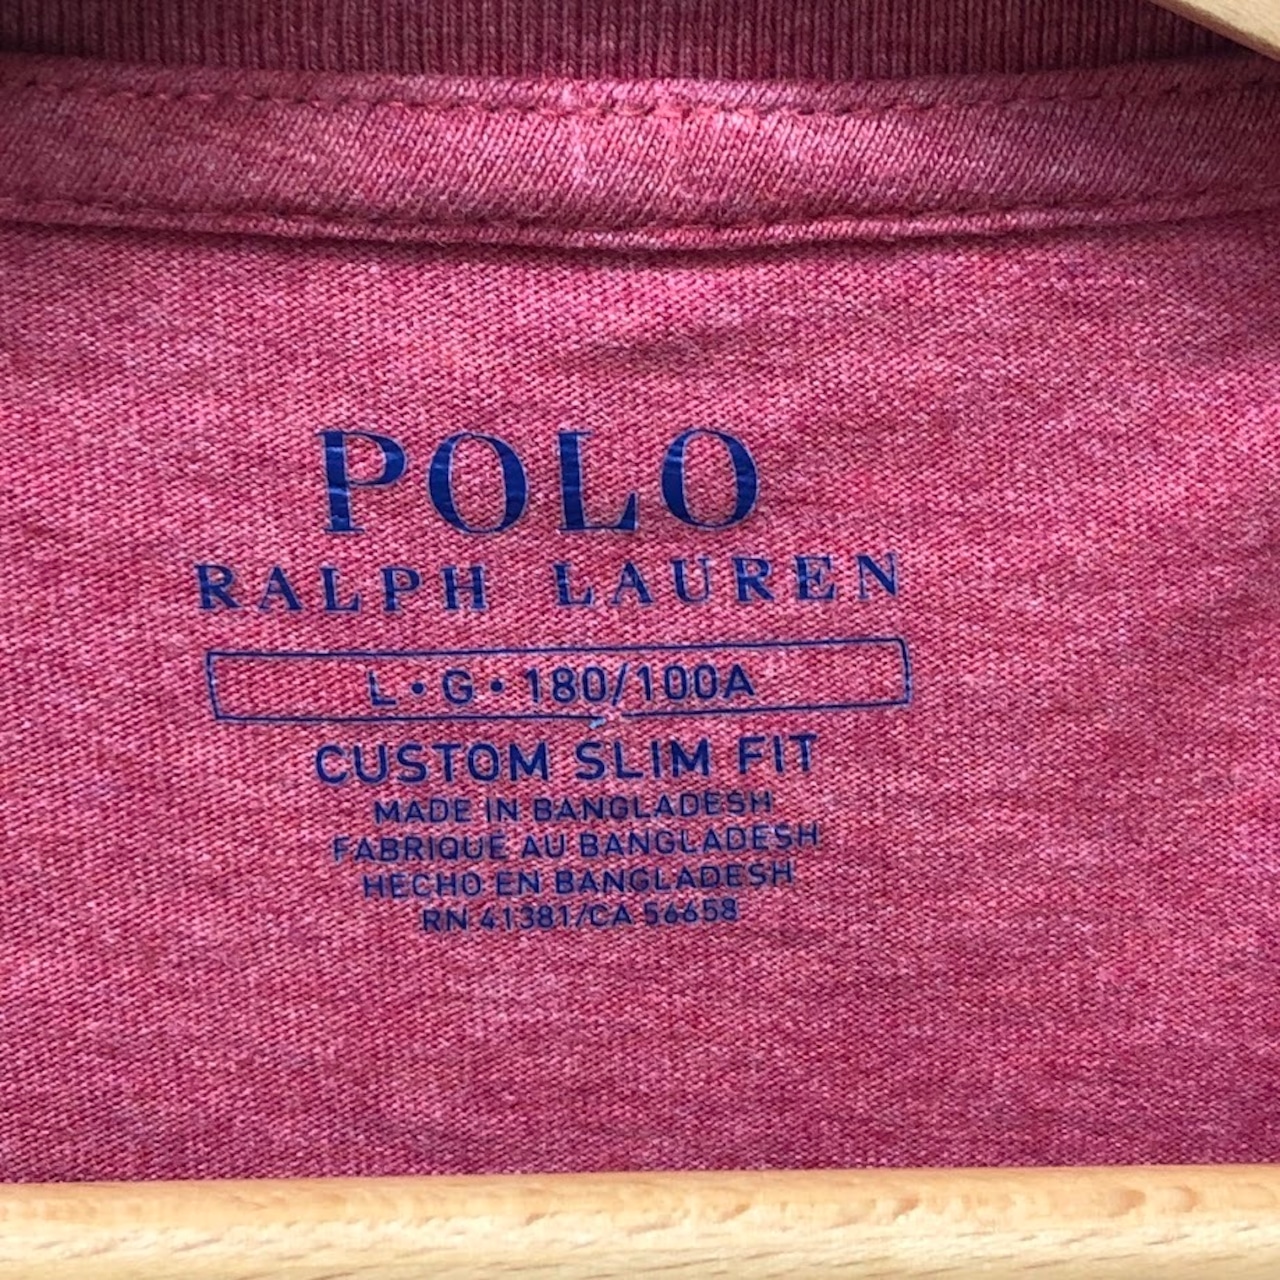 POLO
RALPH LAUREN
L • G • 180/100A
CUSTOM SLIM FIT
MADE IN BANGLADESH
FABRIQUE AU BANGLADESH
HECHO EN BANGLADESH
RN 41381/CA 56658